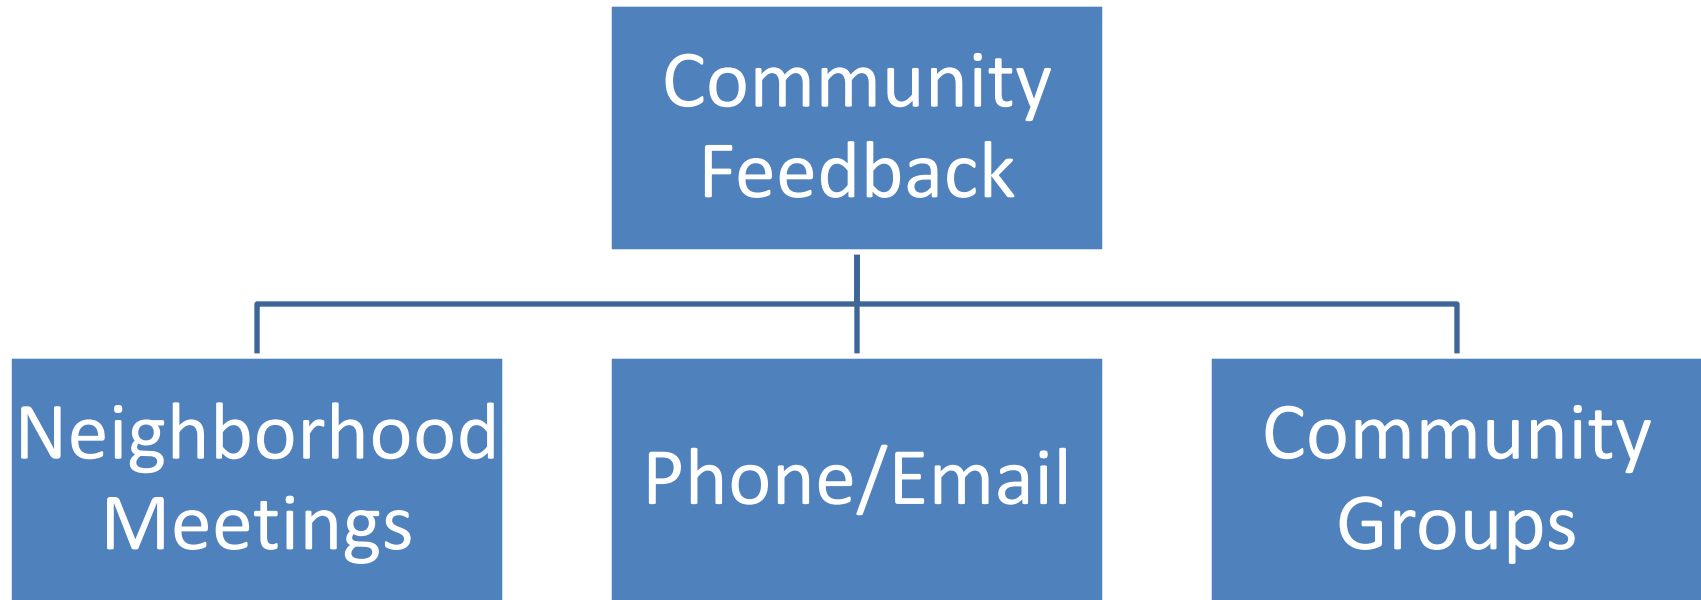 Community
Feedback
Neighborhood
Meetings
Phone/Email
Community
Groups